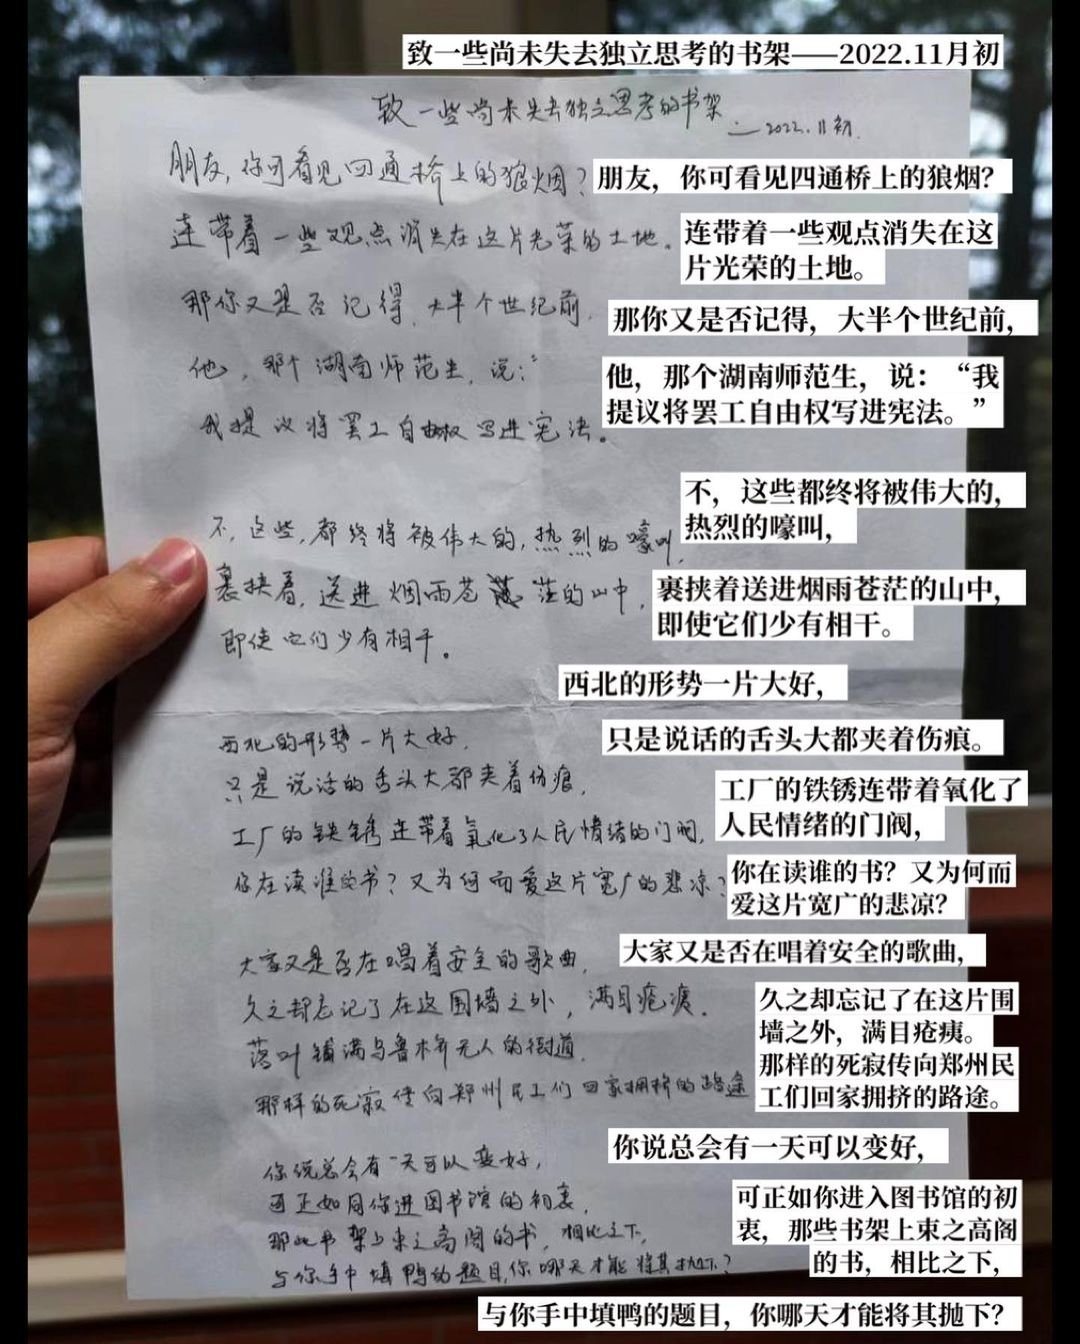 致一些尚未失去独立思考的书架——2022.11月初
致一些尚未失去独立思考的书架
——2022.11初.
朋友,你可看见四通桥上的狼烟?
连带着一些观点消失在这片光荣的土地。
那你又是否记得,大半个世纪前,
他,那个湖南师范生,说:“
我提议将罢工自由权写进宪法。
不,这些,都终将被伟大的,热烈的嚎叫,
裹挟着,送进烟雨苍茫的山中,
即使它们少有相干。
西北的形势一片大好,
只是说话的舌头大都夹着伤痕,
工厂的铁锈连带着氧化了人民情绪的门阀,
你在读谁的书?又为何而爱这片宽广的悲凉?
大家又是否在唱着安全的歌曲,
久之却忘记了在这围墙之外,满目疮痍.
落叶铺满乌鲁木齐无人的街道,
那样的死寂传向郑州民工们回家拥挤的路途
你说总会有一天可以变好,
可正如同你进图书馆的初衷,
那些书架上束之高阁的书,相比之下,
与你手中填鸭的题目,你哪天才能将其抛下?
朋友，你可看见四通桥上的狼烟？
连带着一些观点消失在这
片光荣的土地。
那你又是否记得，大半个世纪前，
他，那个湖南师范生，说：“我
提议将罢工自由权写进宪法。”
不，这些都终将被伟大的，
热烈的嚎叫，
裹挟着送进烟雨苍茫的山中，
即使它们少有相干。
西北的形势一片大好，
只是说话的舌头大都夹着伤痕。
工厂的铁锈连带着氧化了
人民情绪的门阀，
你在读谁的书？又为何而
爱这片宽广的悲凉？
大家又是否在唱着安全的歌曲，
久之却忘记了在这片围
墙之外，满目疮痍。
那样的死寂传向郑州民
工们回家拥挤的路途。
你说总会有一天可以变好，
可正如你进入图书馆的初
衷，那些书架上束之高阁
的书，相比之下，
与你手中填鸭的题目，你哪天才能将其抛下？